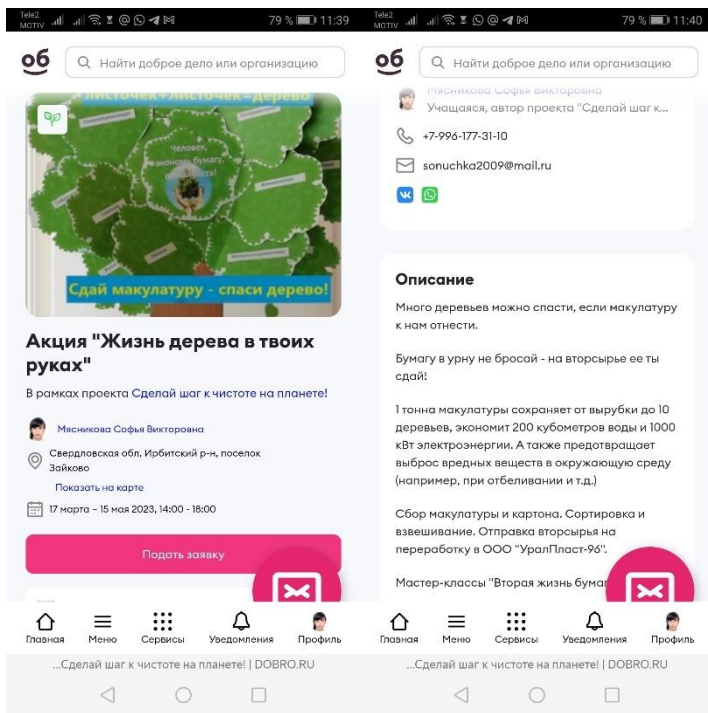 Tele2
MOTIV
79 % 11:39
об
Найти доброе дело или организацию
листочек+листочек=дерево
Человек,
экономь бумагу,
Сдай макулатуру - спаси дерево!
Акция "Жизнь дерева в твоих
руках"
В рамках проекта Сделай шаг к чистоте на планете!
Мясникова Софья Викторовна
Свердловская обл, Ирбитский р-н, поселок
Зайково
Показать на карте
17 марта – 15 мая 2023, 14:00 - 18:00
Подать заявку
Главная Меню Сервисы Уведомления Профиль
...Сделай шаг к чистоте на планете! | DOBRO.RU
Tele2
MOTIV
79 % 11:40
об
Найти доброе дело или организацию
Мясникова Софья Викторовна
Учащаяся, автор проекта "Сделай шаг к...
+7-996-177-31-10
sonuchka2009@mail.ru
Описание
Много деревьев можно спасти, если макулатуру
к нам отнести.
Бумагу в урну не бросай - на вторсырье ее ты
сдай!
1 тонна макулатуры сохраняет от вырубки до 10
деревьев, экономит 200 кубометров воды и 1000
кВт электроэнергии. А также предотвращает
выброс вредных веществ в окружающую среду
(например, при отбеливании и т.д.)
Сбор макулатуры и картона. Сортировка и
взвешивание. Отправка вторсырья на
переработку в ООО "УралПласт-96".
Мастер-классы "Вторая жизнь бумаг
Главная Меню Сервисы Уведомления Профиль
...Сделай шаг к чистоте на планете! | DOBRO.RU